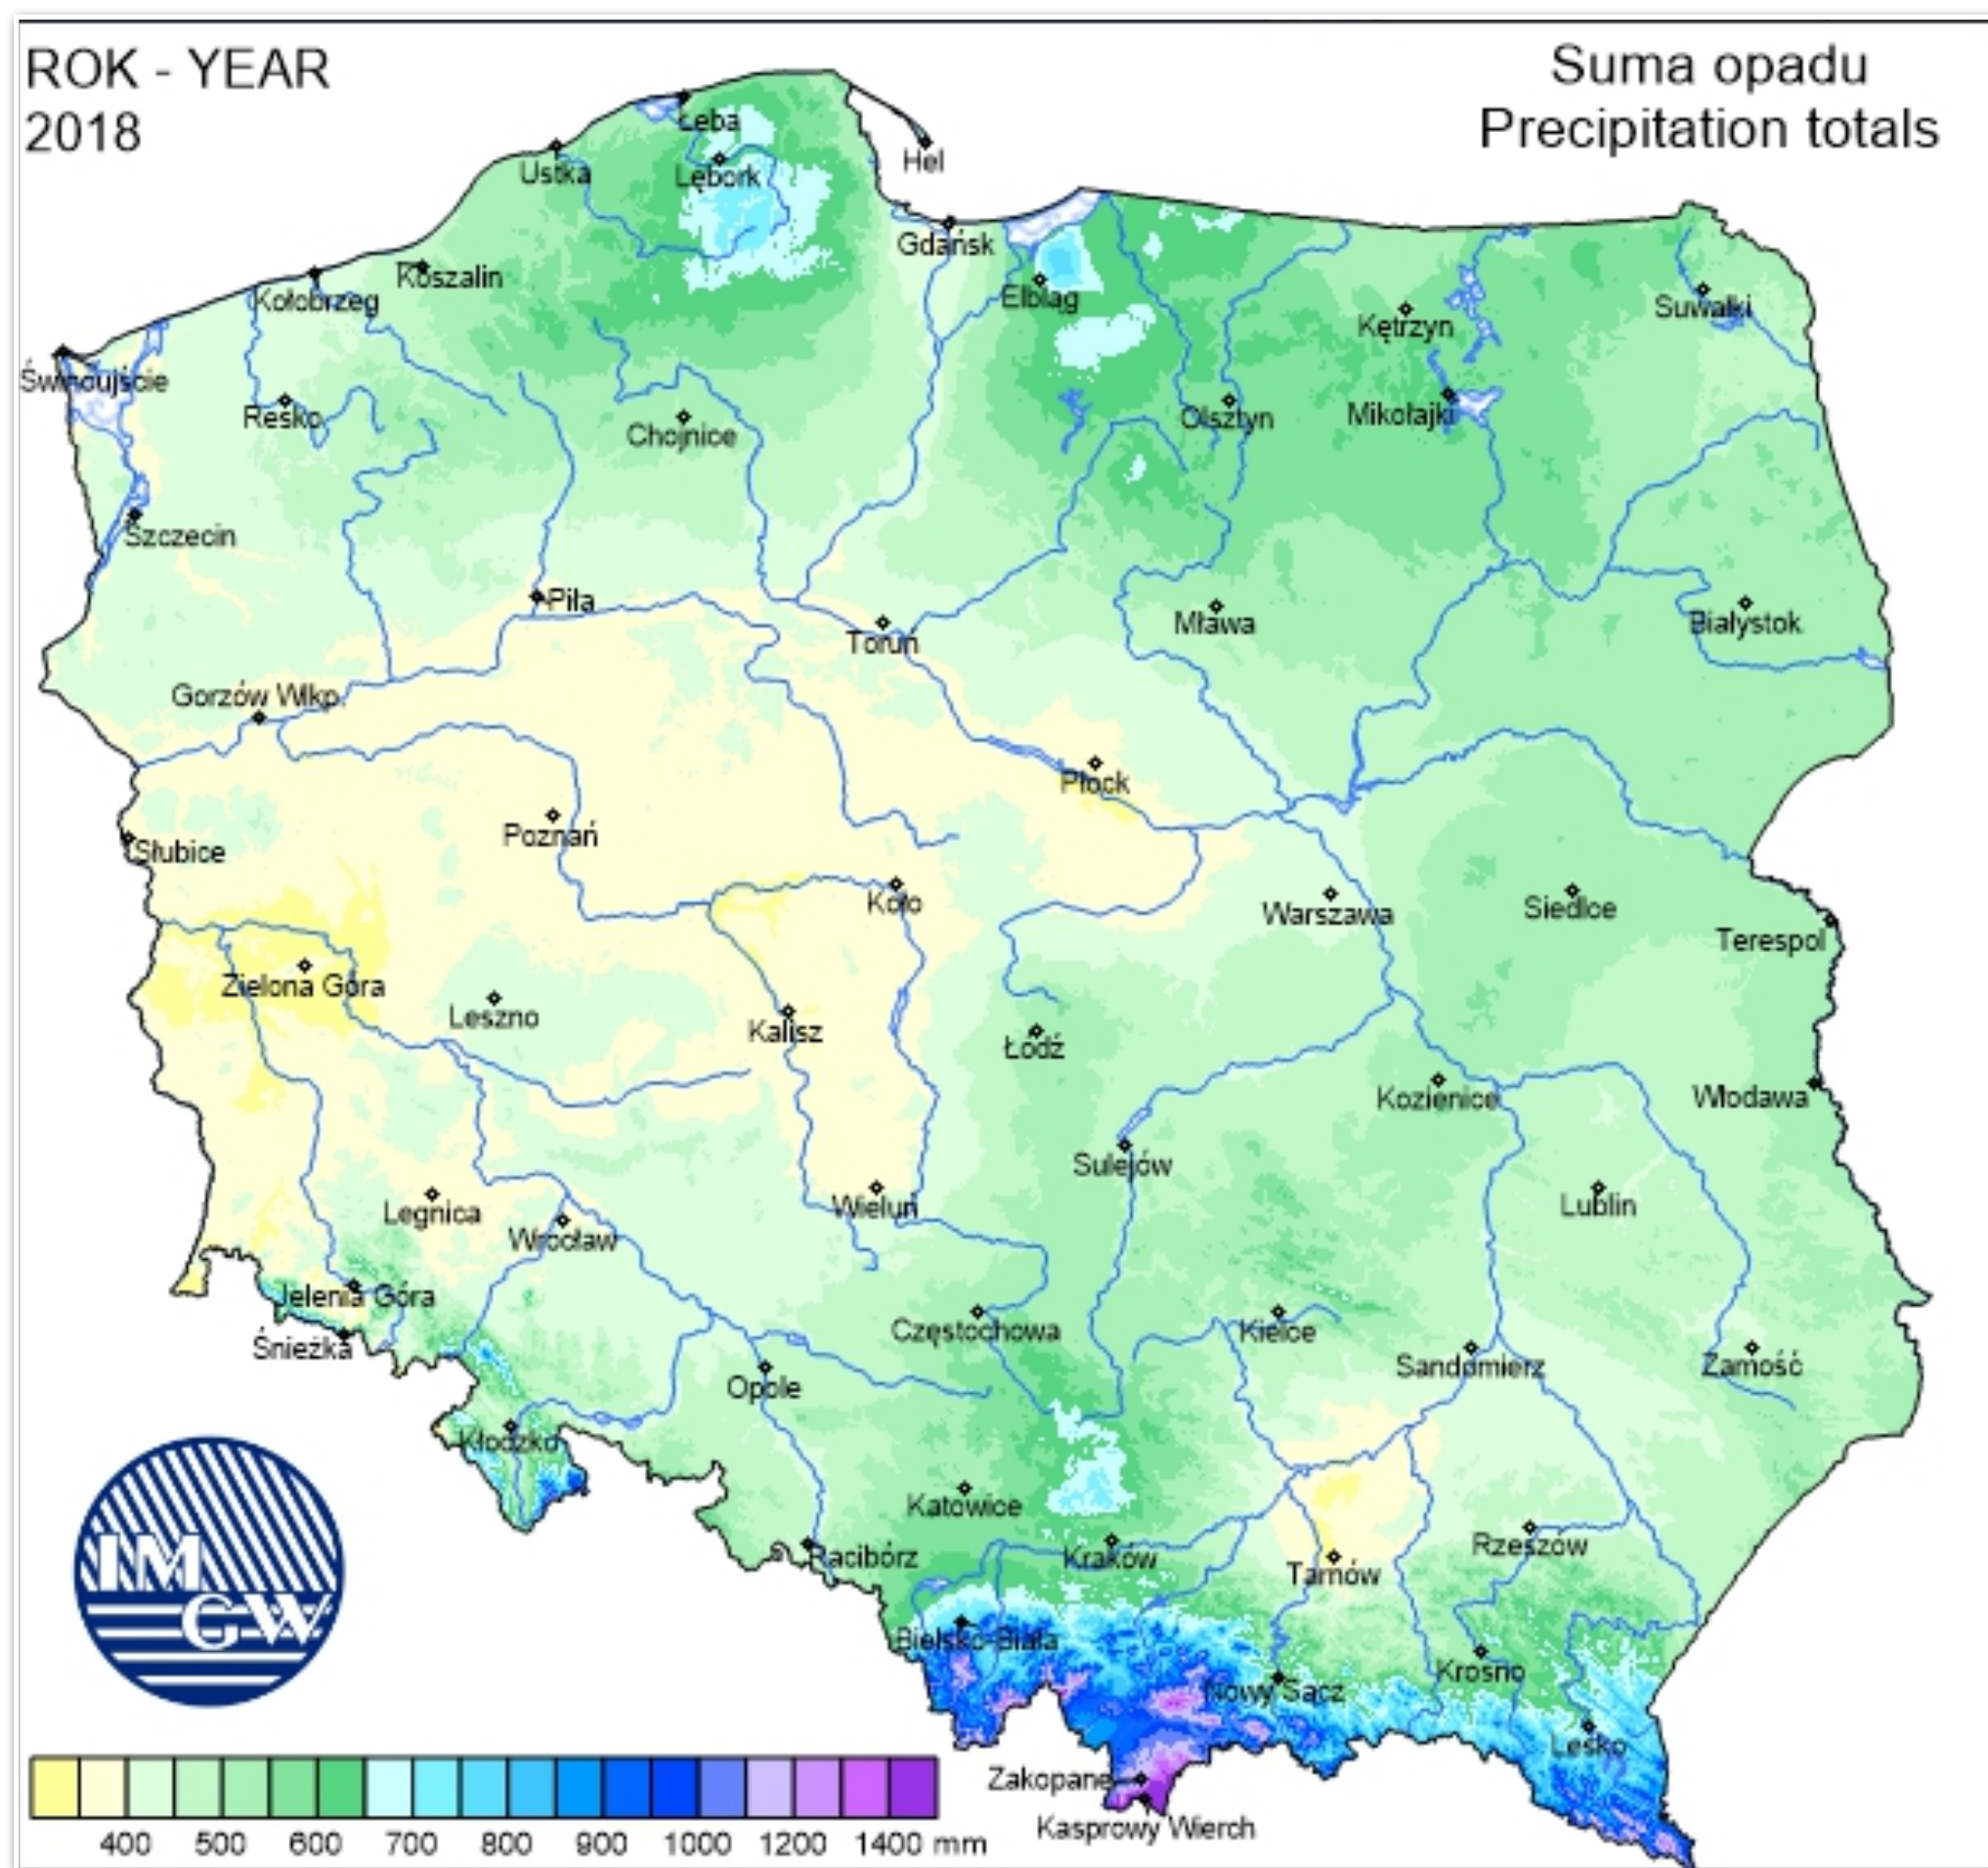 ROK - YEAR
2018
Suma opadu
Precipitation totals
Łeba
Hel
Ustka
Lębork
Gdańsk
Koszalin
Kołobrzeg
Elbląg
Suwałki
Kętrzyn
Świnoujście
Resko
Chojnice
Olsztyn
Mikołajki
Szczecin
Piła
Toruń
Mława
Białystok
Gorzów Wlkp.
Płock
Poznań
Słubice
Koło
Warszawa
Siedlce
Terespol
Zielona Góra
Leszno
Kalisz
Łódź
Kozienice
Włodawa
Sulejów
Legnica
Wrocław
Wieluń
Lublin
Jelenia Góra
Śnieżka
Częstochowa
Kielce
Sandomierz
Zamość
Opole
Kłodzko
Katowice
Racibórz
Kraków
Tarnów
Rzeszów
Bielsko-Biała
Nowy Sącz
Krosno
Lesko
Zakopane
Kasprowy Wierch
IM
GW
400 500 600 700 800 900 1000 1200 1400 mm